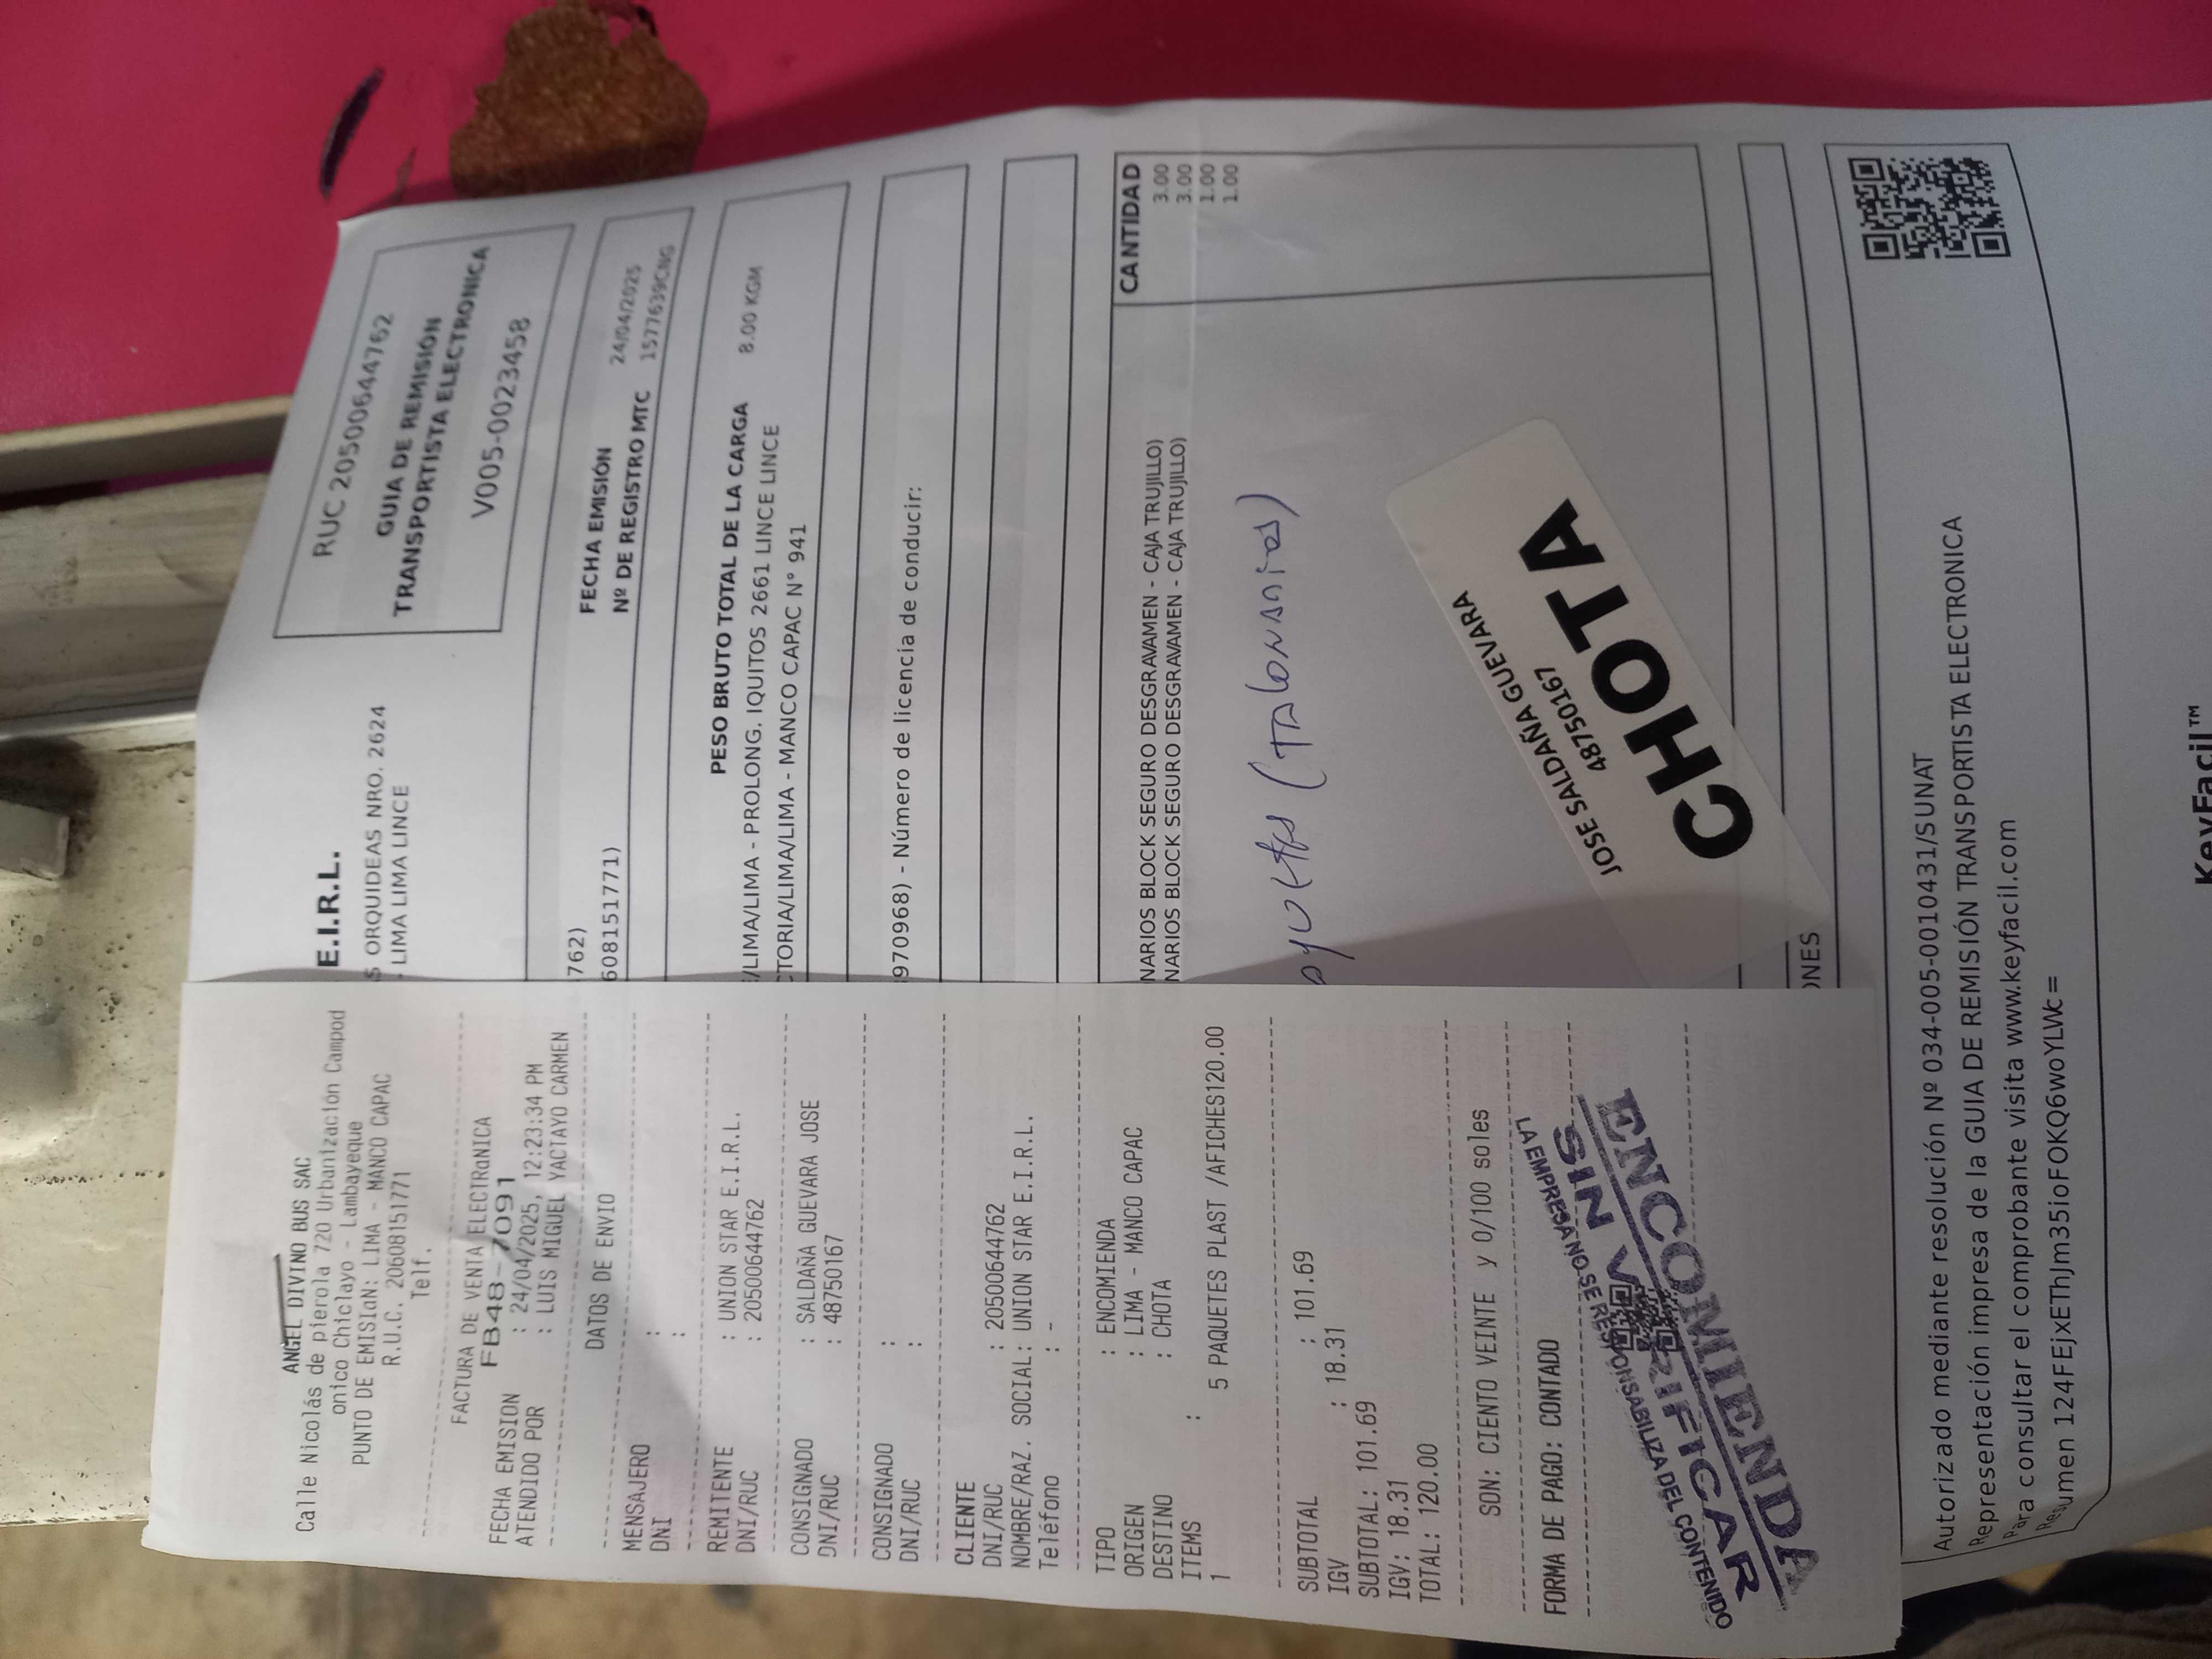 ANGEL DIVINO BUS SAC
Calle Nicolás de pierola 720 Urbanización Campod
onico Chiclayo - Lambayeque
PUNTO DE EMISIaN: LIMA - MANCO CAPAC
R.U.C. 20608151771
Telf.
FACTURA DE VENTA ELECTRaNICA
FB48-7091
FECHA EMISION : 24/04/2025, 12:23:34 PM
ATENDIDO POR : LUIS MIGUEL YACTAYO CARMEN
DATOS DE ENVIO
MENSAJERO :
DNI :
REMITENTE : UNION STAR E.I.R.L.
DNI/RUC : 20500644762
CONSIGNADO : SALDAÑA GUEVARA JOSE
DNI/RUC : 48750167
CONSIGNADO :
DNI/RUC :
CLIENTE
DNI/RUC : 20500644762
NOMBRE/RAZ. SOCIAL: UNION STAR E.I.R.L.
Teléfono : -
TIPO : ENCOMIENDA
ORIGEN : LIMA - MANCO CAPAC
DESTINO : CHOTA
ITEMS :
1 5 PAQUETES PLAST /AFICHES120.00
SUBTOTAL : 101.69
IGV : 18.31
SUBTOTAL: 101.69
IGV: 18.31
TOTAL: 120.00
SON: CIENTO VEINTE y 0/100 soles
FORMA DE PAGO: CONTADO
LA EMPRESA NO SE RESPONSABILIZA DEL CONTENIDO
SIN VERIFICAR
ENCOMIENDA
E.I.R.L.
S ORQUIDEAS NRO. 2624
LIMA LIMA LINCE
RUC 20500644762
GUIA DE REMISIÓN
TRANSPORTISTA ELECTRONICA
V005-0023458
762)
608151771)
FECHA EMISIÓN 24/04/2025
Nº DE REGISTRO MTC 1577639CNG
PESO BRUTO TOTAL DE LA CARGA 8.00 KGM
/LIMA/LIMA - PROLONG. IQUITOS 2661 LINCE LINCE
TORIA/LIMA/LIMA - MANCO CAPAC N° 941
970968) - Número de licencia de conducir:
CANTIDAD
NARIOS BLOCK SEGURO DESGRAVAMEN - CAJA TRUJILLO) 3.00
NARIOS BLOCK SEGURO DESGRAVAMEN - CAJA TRUJILLO) 3.00
1.00
1.00
(Talonarios)
JOSE SALDAÑA GUEVARA
48750167
CHOTA
ONES
Autorizado mediante resolución Nº 034-005-0010431/SUNAT
Representación impresa de la GUIA DE REMISIÓN TRANSPORTISTA ELECTRONICA
Para consultar el comprobante visita www.keyfacil.com
Resumen 124FEjxEThJm35ioFOKQ6woYLWc=
KeyFacil™